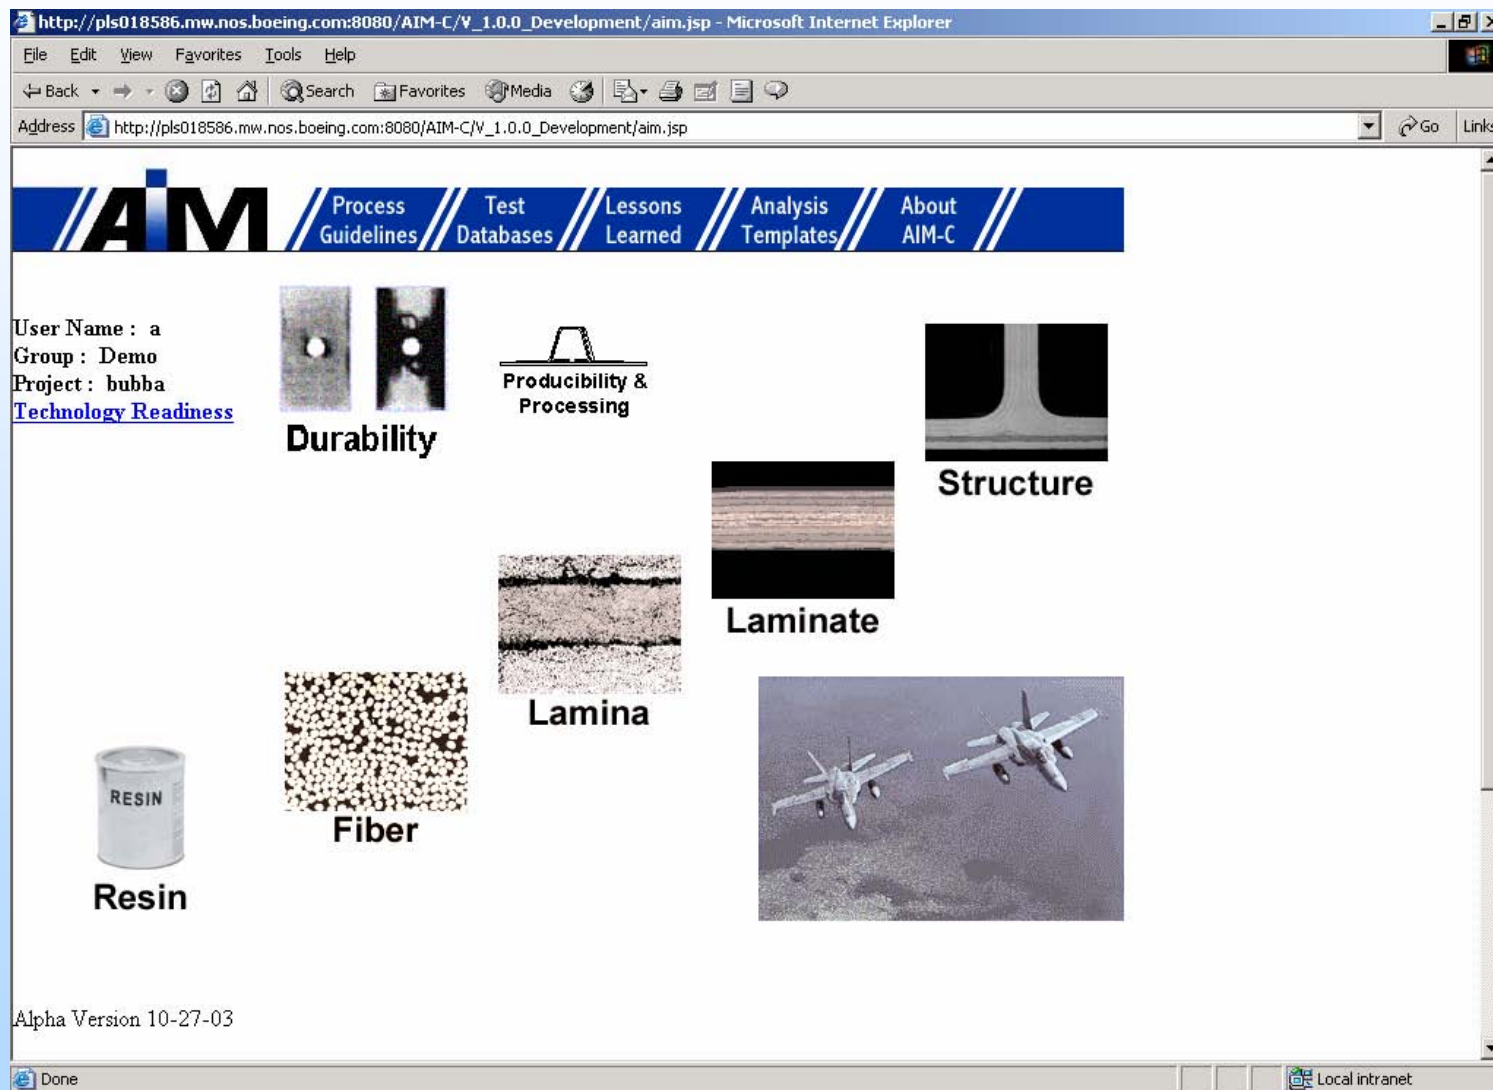 http://pls018586.mw.nos.boeing.com:8080/AIM-C/V_1.0.0_Development/aim.jsp - Microsoft Internet Explorer
File Edit View Favorites Tools Help
Back Search Favorites Media
Address http://pls018586.mw.nos.boeing.com:8080/AIM-C/V_1.0.0_Development/aim.jsp Go Links
AIM
Process Guidelines
Test Databases
Lessons Learned
Analysis Templates
About AIM-C
User Name : a
Group : Demo
Project : bubba
Technology Readiness
Durability
Producibility &
Processing
Structure
Laminate
Lamina
Fiber
RESIN
Resin
Alpha Version 10-27-03
Done
Local intranet